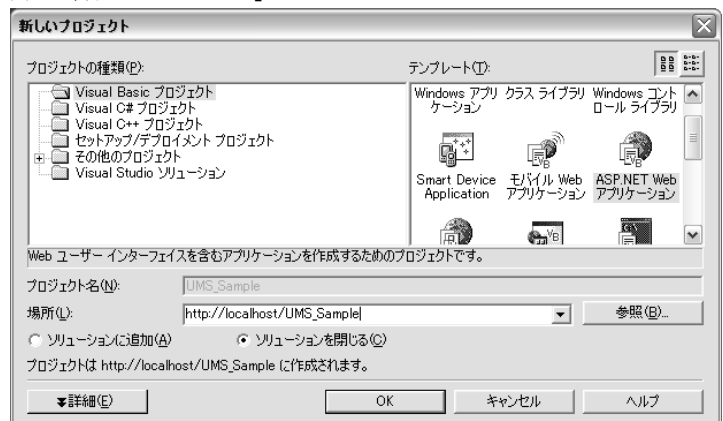 新しいプロジェクト
プロジェクトの種類(P):
テンプレート(T):
Visual Basic プロジェクト
Visual C# プロジェクト
Visual C++ プロジェクト
セットアップ/デプロイメント プロジェクト
その他のプロジェクト
Visual Studio ソリューション
Windows アプリケーション
クラス ライブラリ
Windows コントロール ライブラリ
Smart Device Application
モバイル Web アプリケーション
ASP.NET Web アプリケーション
Web ユーザー インターフェイスを含むアプリケーションを作成するためのプロジェクトです。
プロジェクト名(N):
UMS_Sample
場所(L):
http://localhost/UMS_Sample
参照(B)...
ソリューションに追加(A)
ソリューションを閉じる(C)
プロジェクトは http://localhost/UMS_Sample に作成されます。
詳細(E)
OK
キャンセル
ヘルプ